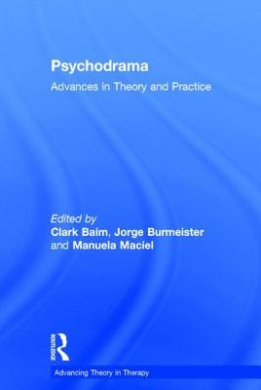 Psychodrama
Advances in Theory and Practice
Edited by
Clark Baim, Jorge Burmeister
and Manuela Maciel
ROUTLEDGE
Advancing Theory in Therapy